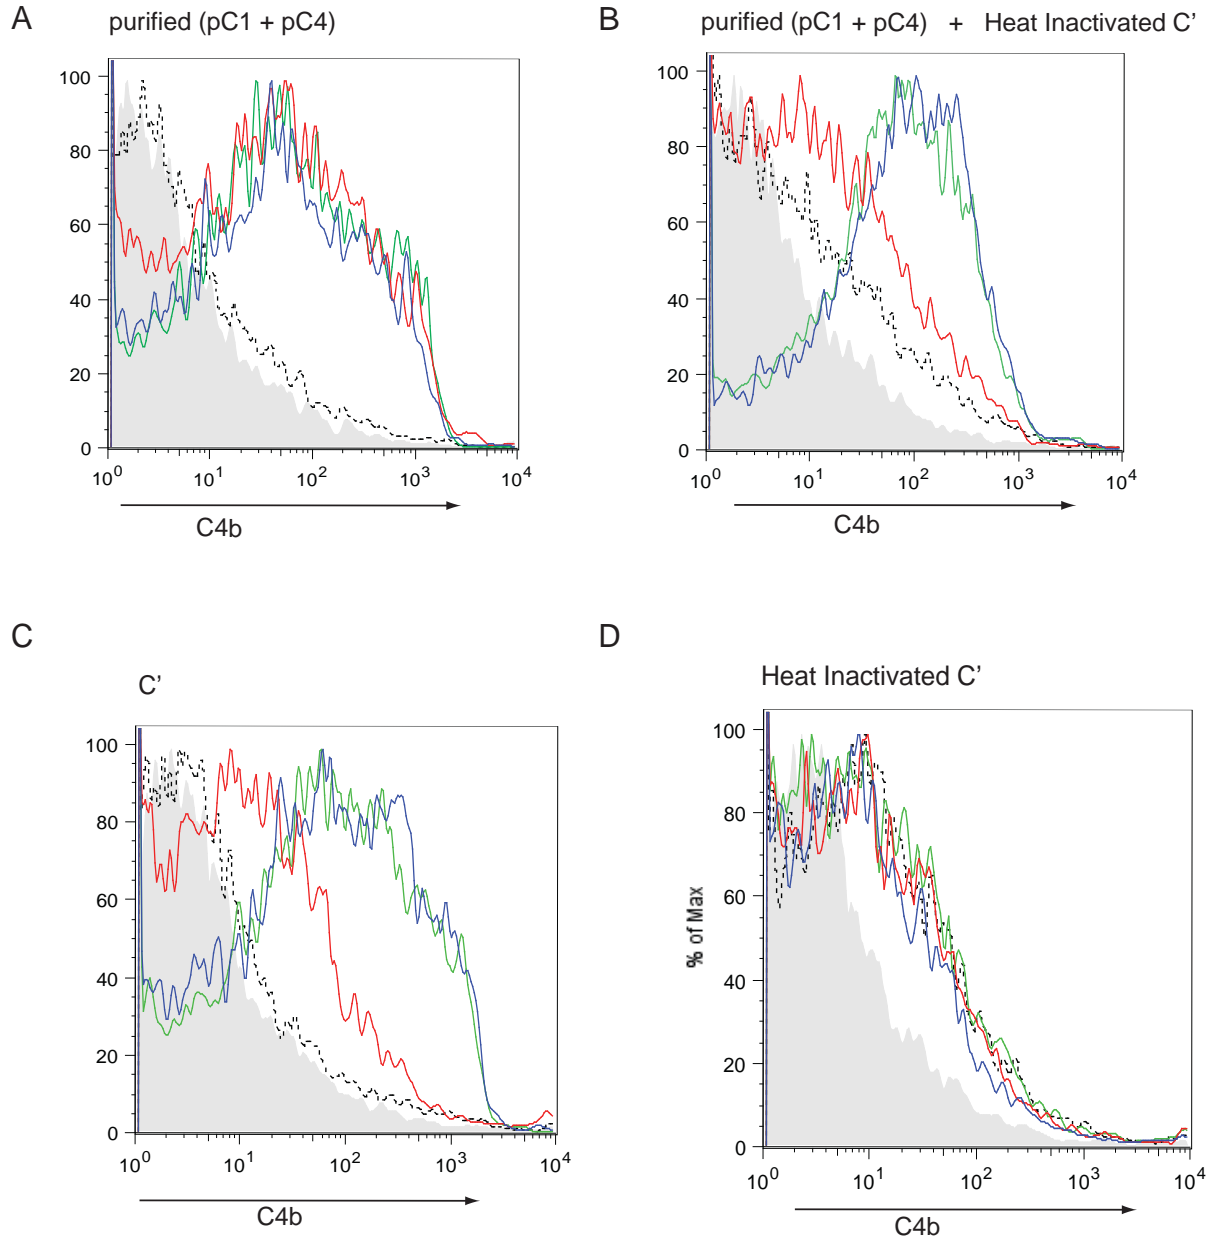 A
purified (pC1 + pC4)
100
80
60
40
20
0
10^0 10^1 10^2 10^3 10^4
C4b
B
purified (pC1 + pC4) + Heat Inactivated C'
100
80
60
40
20
0
10^0 10^1 10^2 10^3 10^4
C4b
C
C'
100
80
60
40
20
0
10^0 10^1 10^2 10^3 10^4
C4b
D
Heat Inactivated C'
% of Max
100
80
60
40
20
0
10^0 10^1 10^2 10^3 10^4
C4b